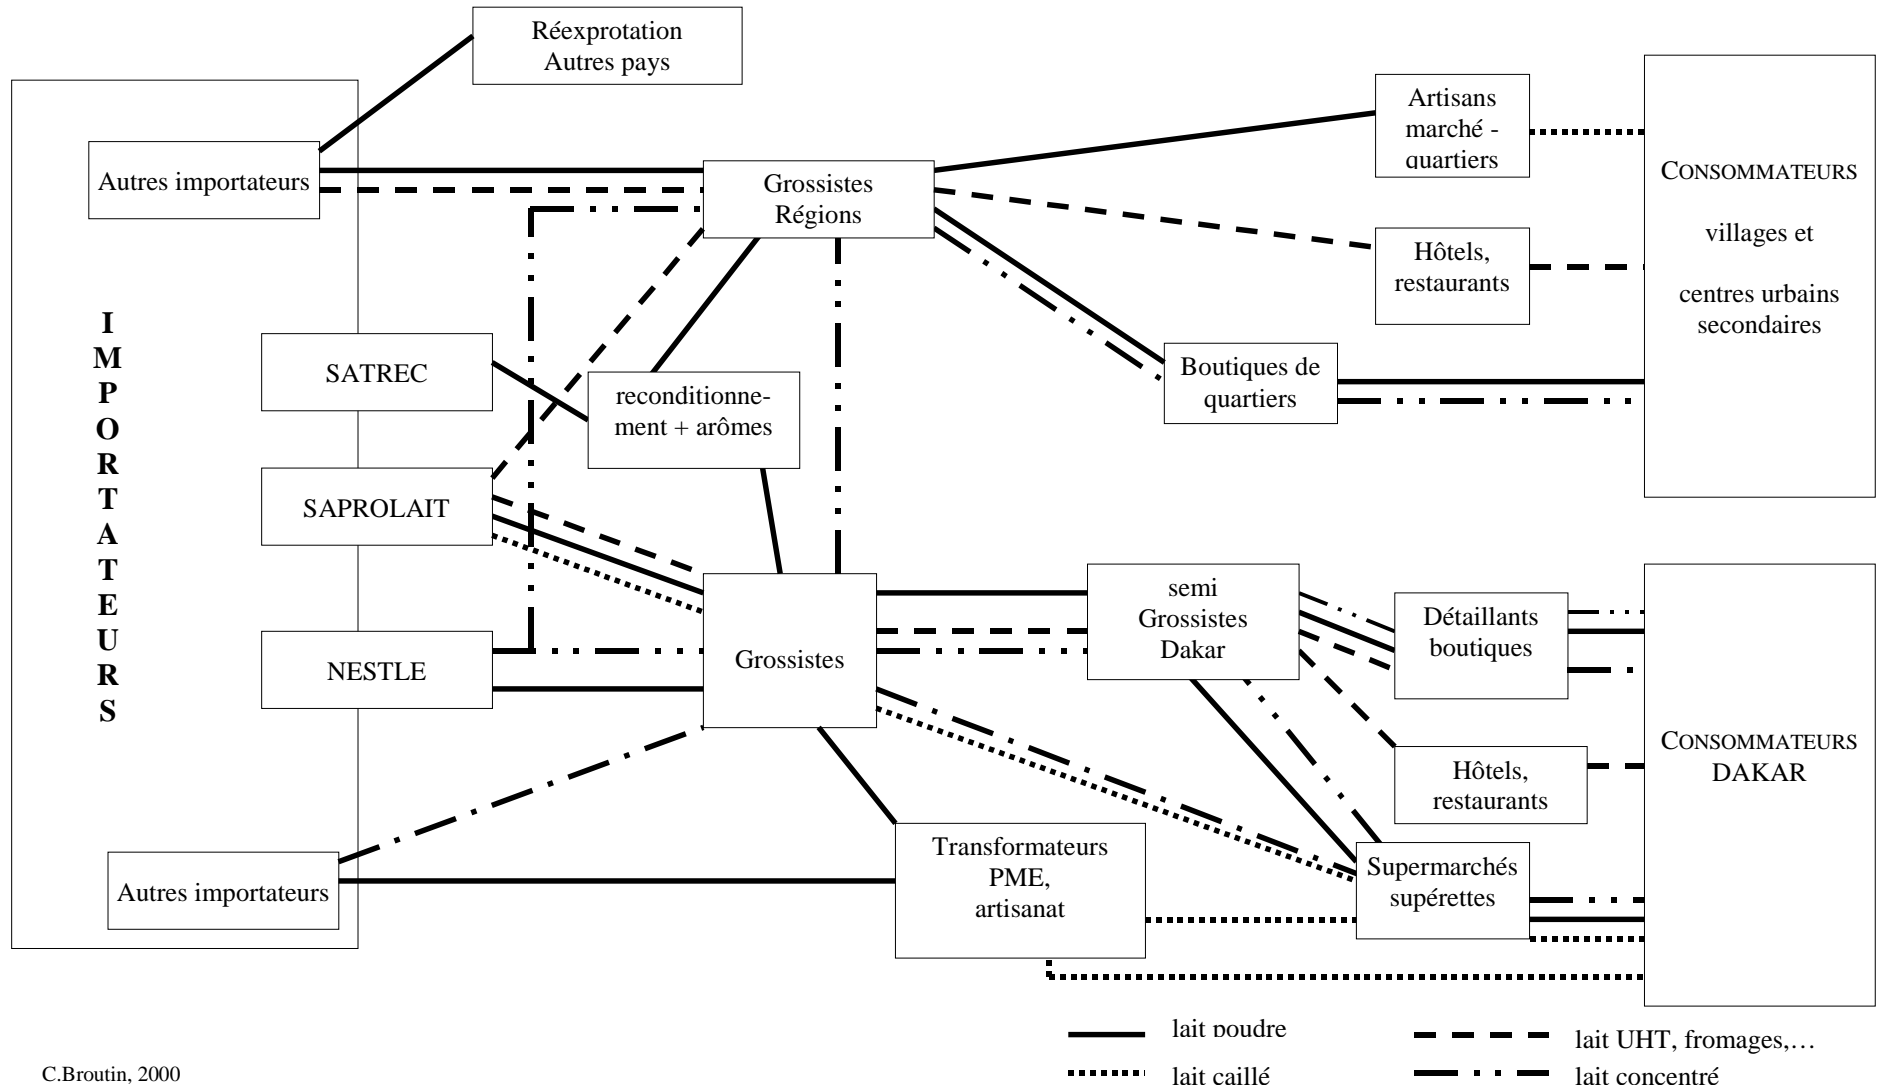 Réexprotation
Autres pays
Autres importateurs
IMPORTATEURS
SATREC
SAPROLAIT
NESTLE
Autres importateurs
Grossistes
Régions
reconditionne-
ment + arômes
Grossistes
Transformateurs
PME,
artisanat
Artisans
marché -
quartiers
Hôtels,
restaurants
Boutiques de
quartiers
CONSOMMATEURS
villages et
centres urbains
secondaires
semi
Grossistes
Dakar
Détaillants
boutiques
Hôtels,
restaurants
Supermarchés
supérettes
CONSOMMATEURS
DAKAR
lait poudre
lait UHT, fromages,…
lait caillé
lait concentré
C.Broutin, 2000